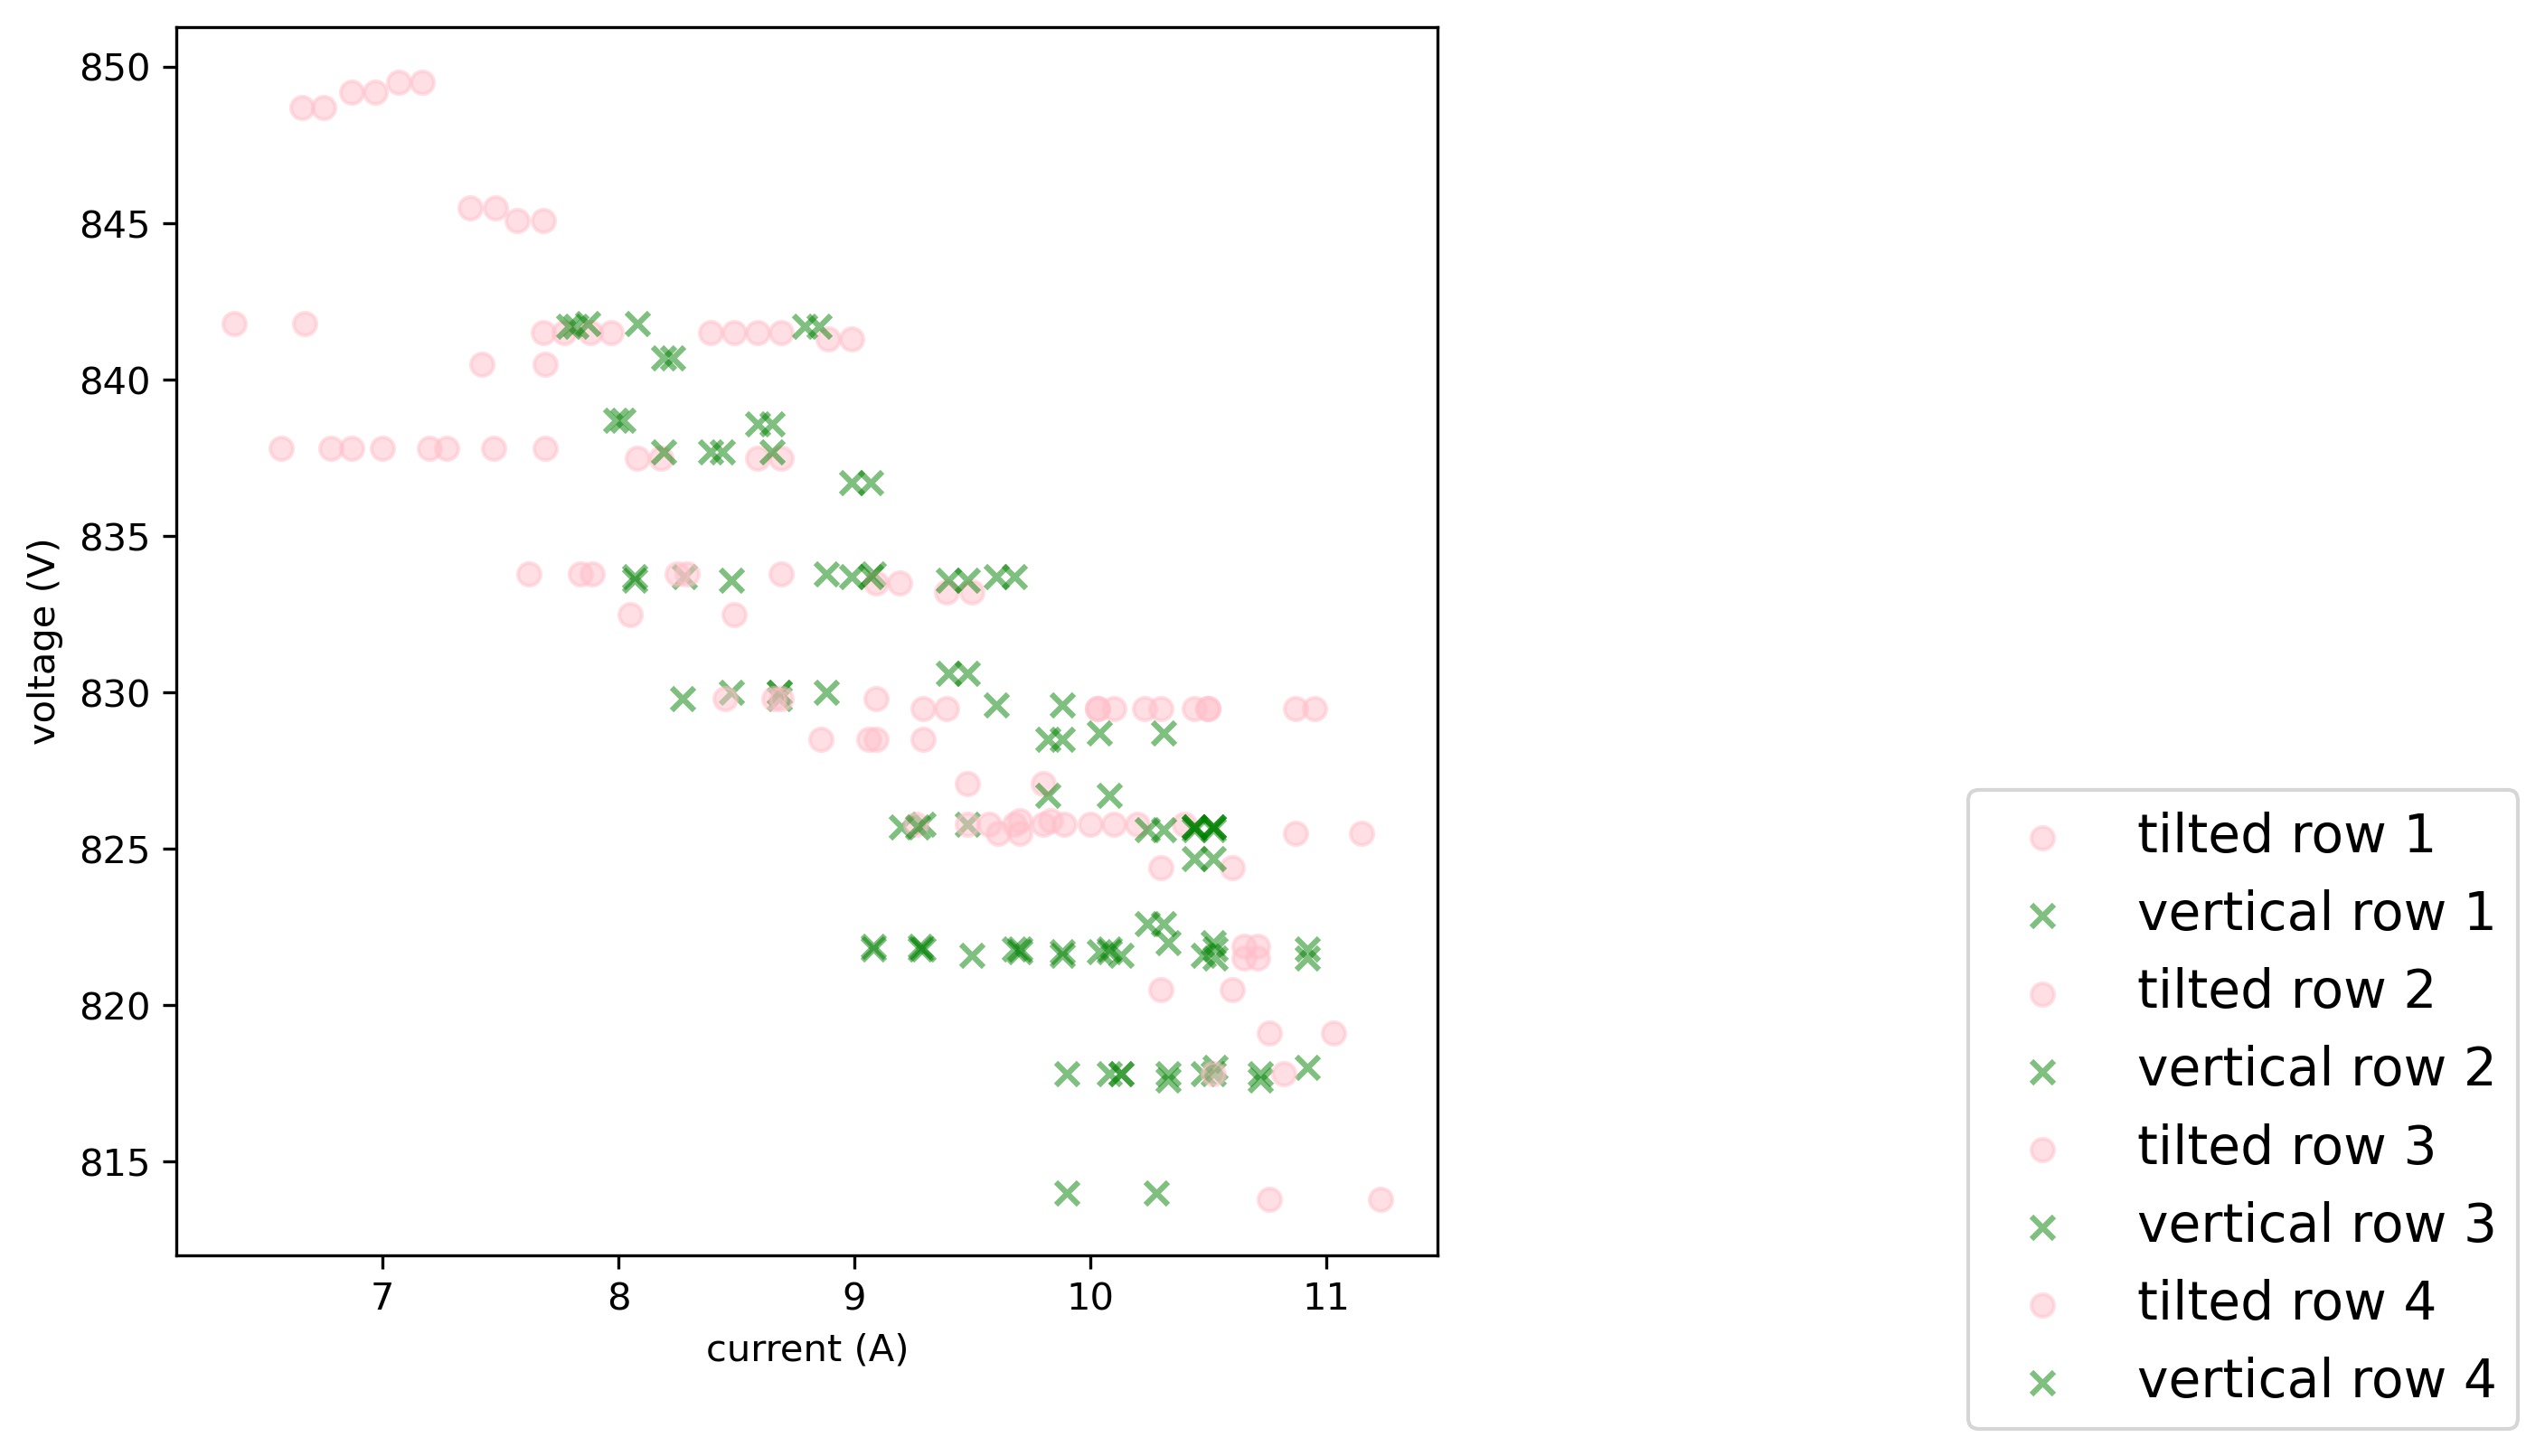 850
845
840
835
830
825
820
815
voltage (V)
7 8 9 10 11
current (A)
tilted row 1
vertical row 1
tilted row 2
vertical row 2
tilted row 3
vertical row 3
tilted row 4
vertical row 4